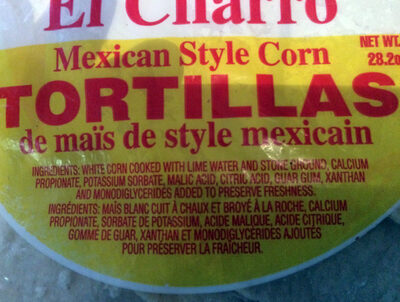 El Charro
Mexican Style Corn
NET WT.
28.2o
TORTILLAS
de maïs de style mexicain
INGREDIENTS: WHITE CORN COOKED WITH LIME WATER AND STONE GROUND, CALCIUM
PROPIONATE, POTASSIUM SORBATE, MALIC ACID, CITRIC ACID, GUAR GUM, XANTHAN
AND MONODIGLYCERIDES ADDED TO PRESERVE FRESHNESS.
INGRÉDIENTS: MAÏS BLANC CUIT À CHAUX ET BROYÉ À LA ROCHE, CALCIUM
PROPIONATE, SORBATE DE POTASSIUM, ACIDE MALIQUE, ACIDE CITRIQUE,
GOMME DE GUAR, XANTHAN ET MONODIGLYCERIDES AJOUTÉS
POUR PRÉSERVER LA FRAÎCHEUR.